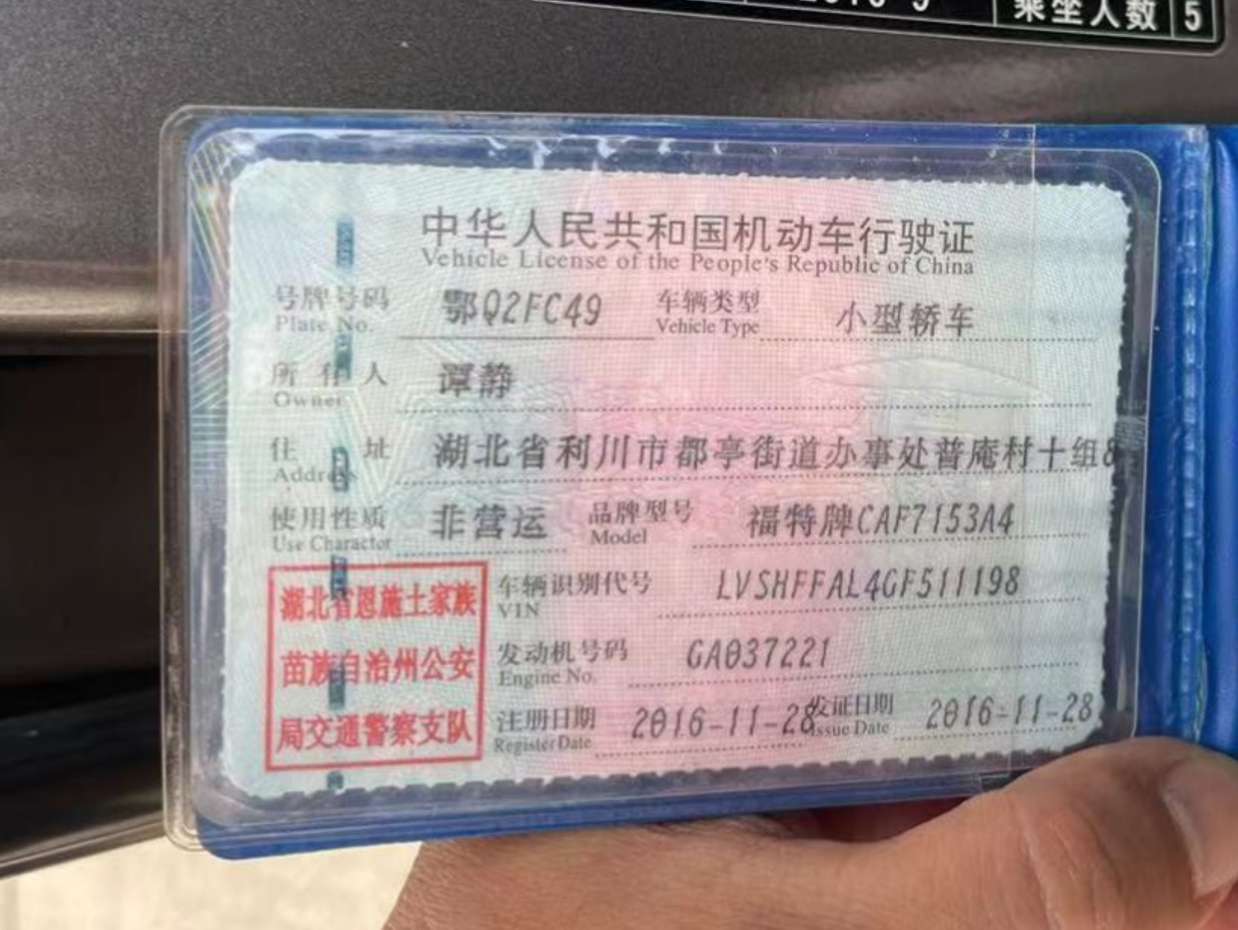 乘坐人数 5
中华人民共和国机动车行驶证
Vehicle License of the People's Republic of China
号牌号码 鄂Q2FC49 车辆类型 小型轿车
Plate No. Vehicle Type
所有人 谭静
Owner
住址 湖北省利川市都亭街道办事处普庵村十组8
Address
使用性质 非营运 品牌型号 福特牌CAF7153A4
Use Character Model
车辆识别代号 LVSHFFAL4GF511198
VIN
发动机号码 GA037221
Engine No.
注册日期 2016-11-28 发证日期 2016-11-28
Register Date Issue Date
湖北省恩施土家族
苗族自治州公安
局交通警察支队